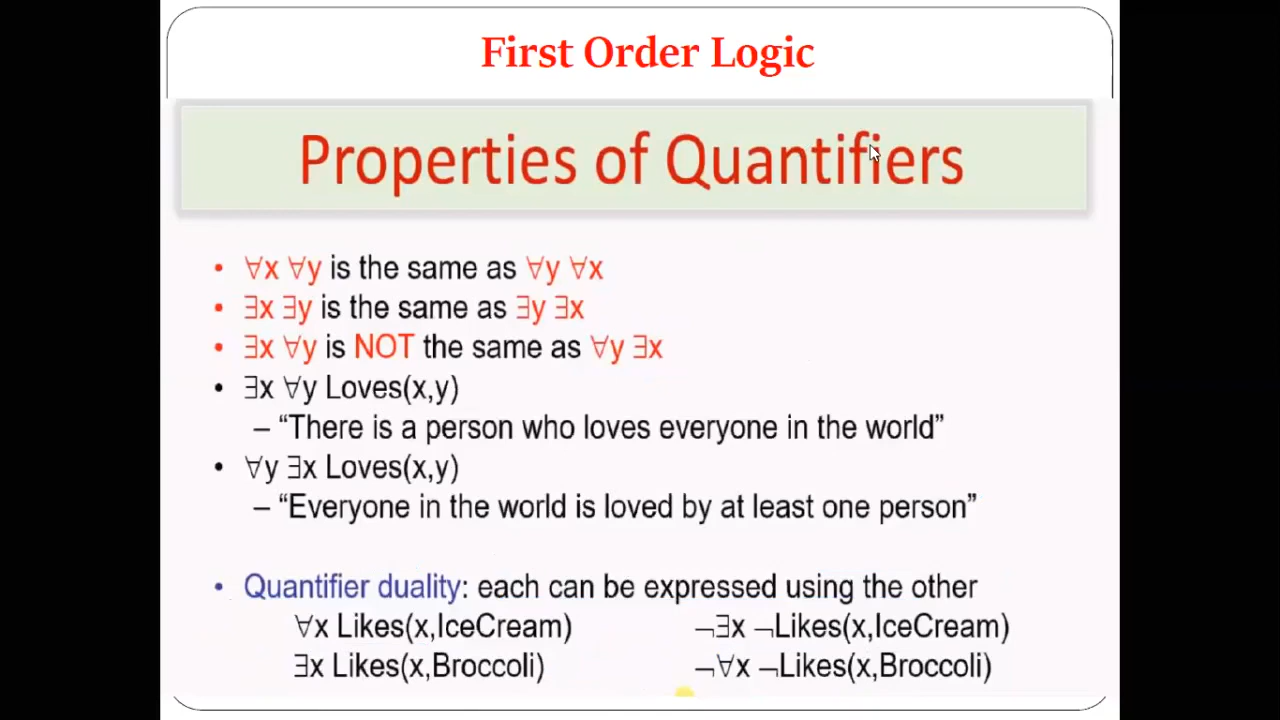 First Order Logic
Properties of Quantifiers
• ∀x ∀y is the same as ∀y ∀x
• ∃x ∃y is the same as ∃y ∃x
• ∃x ∀y is NOT the same as ∀y ∃x
• ∃x ∀y Loves(x,y)
– “There is a person who loves everyone in the world”
• ∀y ∃x Loves(x,y)
– “Everyone in the world is loved by at least one person”
• Quantifier duality: each can be expressed using the other
∀x Likes(x,IceCream) ¬∃x ¬Likes(x,IceCream)
∃x Likes(x,Broccoli) ¬∀x ¬Likes(x,Broccoli)